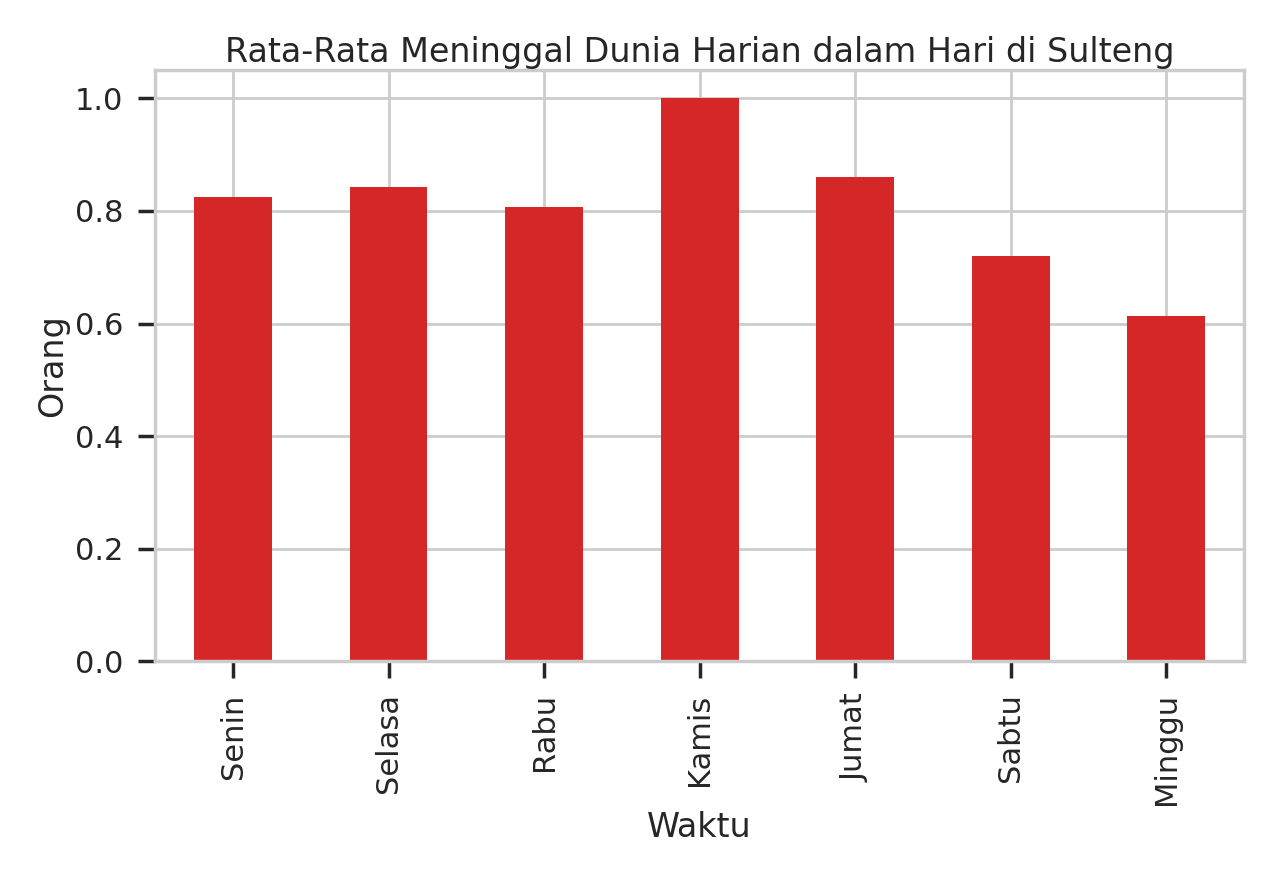 Rata-Rata Meninggal Dunia Harian dalam Hari di Sulteng
Orang
1.0
0.8
0.6
0.4
0.2
0.0
Senin
Selasa
Rabu
Kamis
Jumat
Sabtu
Minggu
Waktu